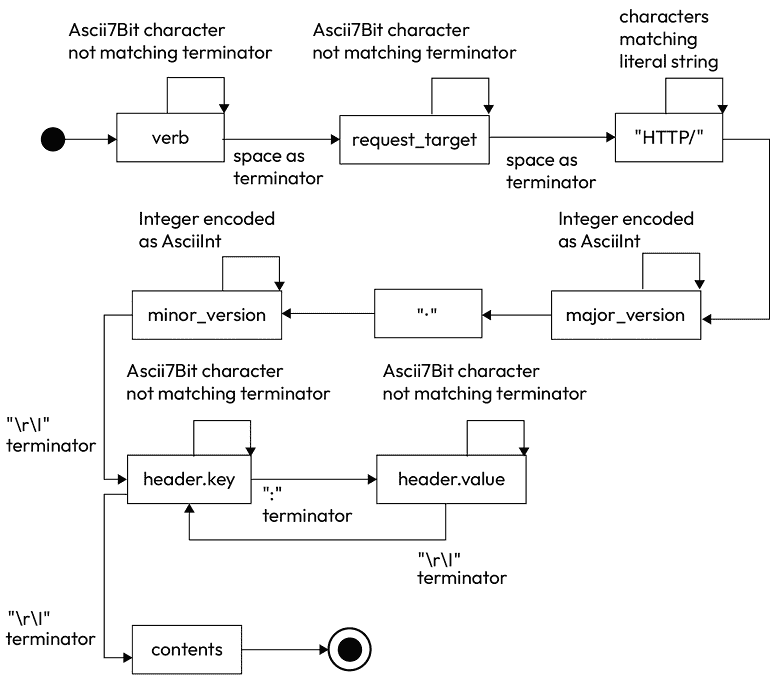 Ascii7Bit character
not matching terminator
Ascii7Bit character
not matching terminator
characters
matching
literal string
verb
request_target
"HTTP/"
space as
terminator
space as
terminator
Integer encoded
as AsciiInt
Integer encoded
as AsciiInt
minor_version
"."
major_version
Ascii7Bit character
not matching terminator
Ascii7Bit character
not matching terminator
"\r\l"
terminator
header.key
header.value
":"
terminator
"\r\l"
terminator
"\r\l"
terminator
contents